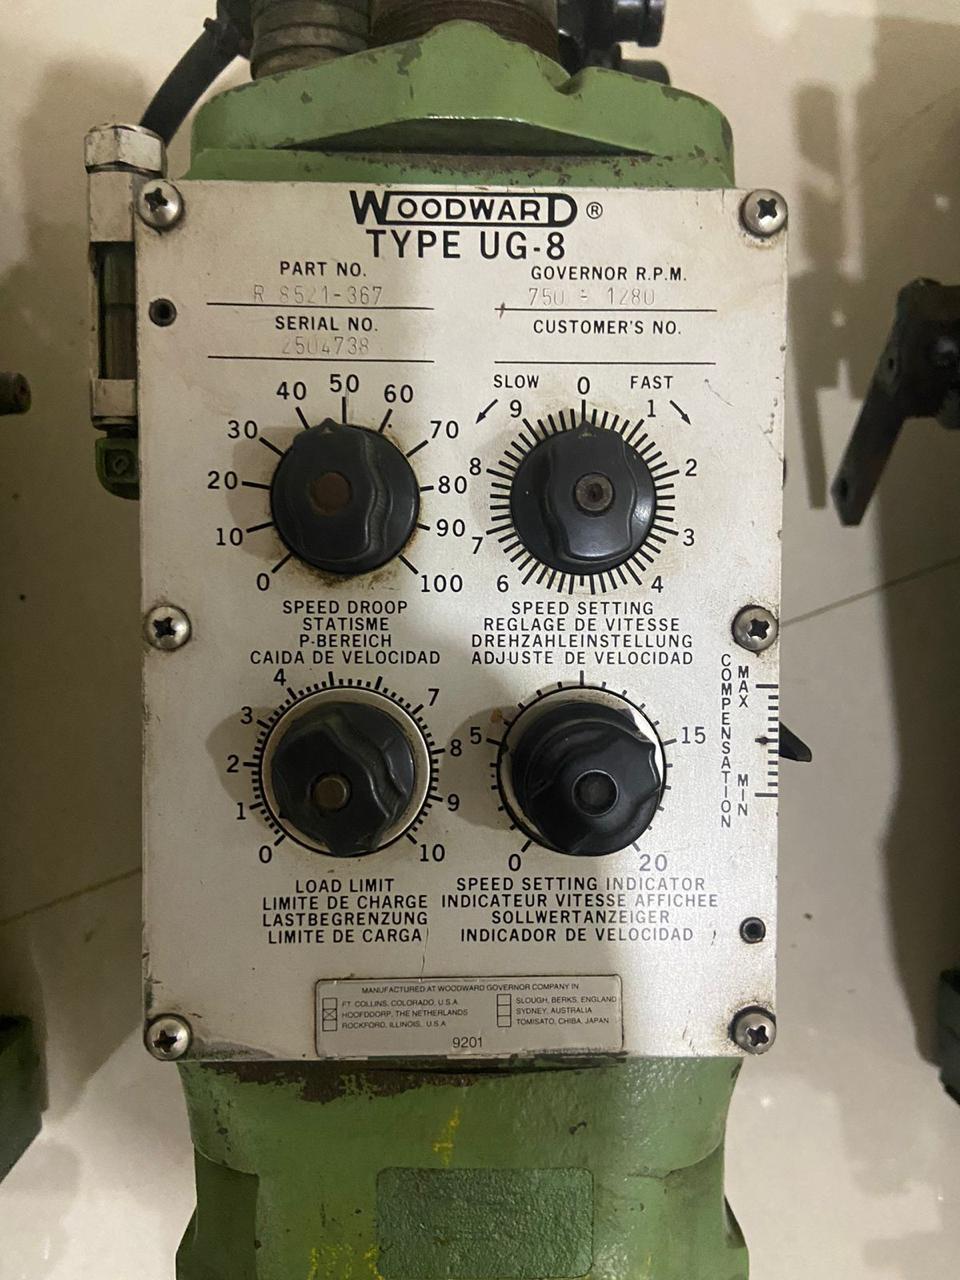 WOODWARD ®
TYPE UG-8
PART NO.
R 8521-367
GOVERNOR R.P.M.
750 - 1280
SERIAL NO.
2504738
CUSTOMER'S NO.
0 10 20 30 40 50 60 70 80 90 100
SPEED DROOP
STATISME
P-BEREICH
CAIDA DE VELOCIDAD
SLOW 0 FAST
1 2 3 4 6 7 8 9
SPEED SETTING
REGLAGE DE VITESSE
DREHZAHLEINSTELLUNG
ADJUSTE DE VELOCIDAD
0 1 2 3 4 7 8 9 10
LOAD LIMIT
LIMITE DE CHARGE
LASTBEGRENZUNG
LIMITE DE CARGA
0 5 15 20
SPEED SETTING INDICATOR
INDICATEUR VITESSE AFFICHEE
SOLLWERTANZEIGER
INDICADOR DE VELOCIDAD
COMPENSATION
MAX
MIN
MANUFACTURED AT WOODWARD GOVERNOR COMPANY IN
FT. COLLINS, COLORADO, U.S.A.
HOOFDDORP, THE NETHERLANDS
ROCKFORD, ILLINOIS, U.S.A
SLOUGH, BERKS, ENGLAND
SYDNEY, AUSTRALIA
TOMISATO, CHIBA, JAPAN
9201